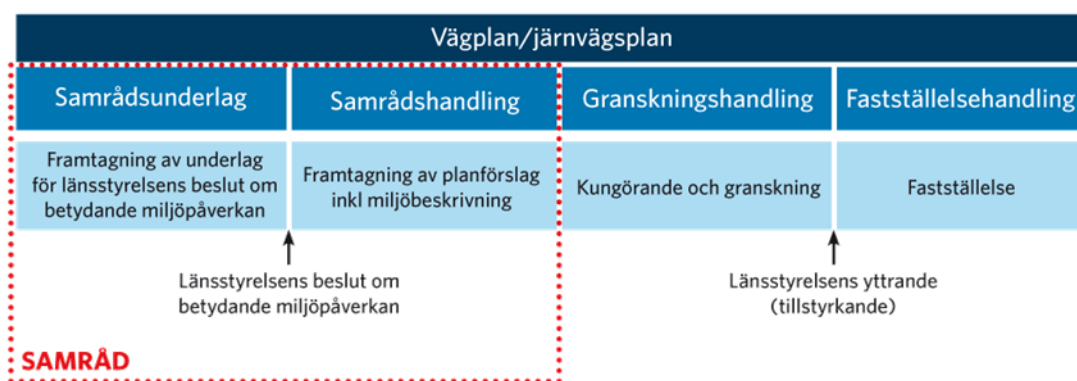 Vägplan/järnvägsplan
Samrådsunderlag
Samrådshandling
Granskningshandling
Fastställelsehandling
Framtagning av underlag
för länsstyrelsens beslut om
betydande miljöpåverkan
Framtagning av planförslag
inkl miljöbeskrivning
Kungörande och granskning
Fastställelse
Länsstyrelsens beslut om
betydande miljöpåverkan
Länsstyrelsens yttrande
(tillstyrkande)
SAMRÅD